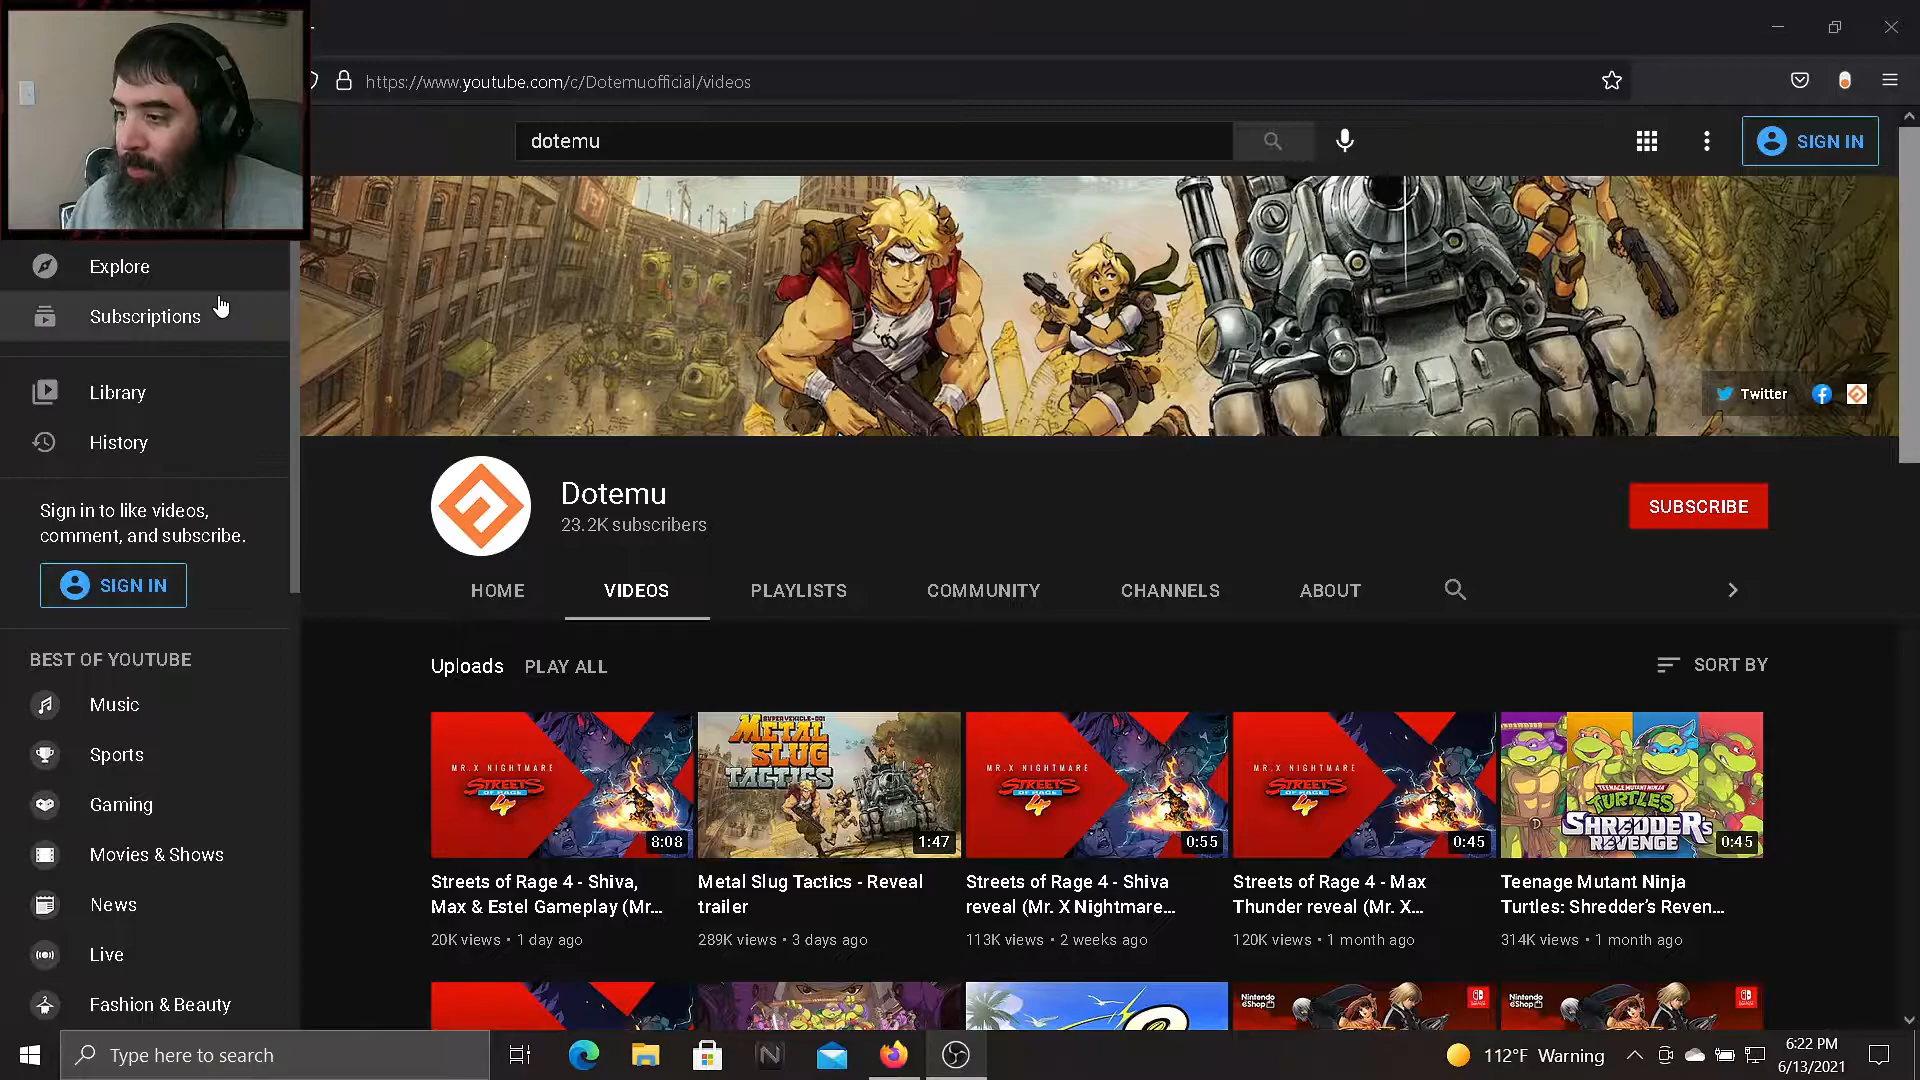 https://www.youtube.com/c/Dotemuofficial/videos
dotemu
SIGN IN
Explore
Subscriptions
Library
History
Sign in to like videos,
comment, and subscribe.
SIGN IN
BEST OF YOUTUBE
Music
Sports
Gaming
Movies & Shows
News
Live
Fashion & Beauty
Twitter
Dotemu
23.2K subscribers
SUBSCRIBE
HOME
VIDEOS
PLAYLISTS
COMMUNITY
CHANNELS
ABOUT
Uploads
PLAY ALL
SORT BY
MR. X NIGHTMARE
STREETS
OF RAGE
4
8:08
SUPER VEHICLE-001
METAL
SLUG
TACTICS
1:47
MR. X NIGHTMARE
STREETS
OF RAGE
4
0:55
MR. X NIGHTMARE
STREETS
OF RAGE
4
0:45
TEENAGE MUTANT NINJA
TURTLES
SHREDDER'S
REVENGE
0:45
Streets of Rage 4 - Shiva,
Max & Estel Gameplay (Mr...
20K views • 1 day ago
Metal Slug Tactics - Reveal
trailer
289K views • 3 days ago
Streets of Rage 4 - Shiva
reveal (Mr. X Nightmare...
113K views • 2 weeks ago
Streets of Rage 4 - Max
Thunder reveal (Mr. X...
120K views • 1 month ago
Teenage Mutant Ninja
Turtles: Shredder's Reven...
314K views • 1 month ago
Nintendo
eShop
Nintendo
eShop
Type here to search
112°F Warning
6:22 PM
6/13/2021